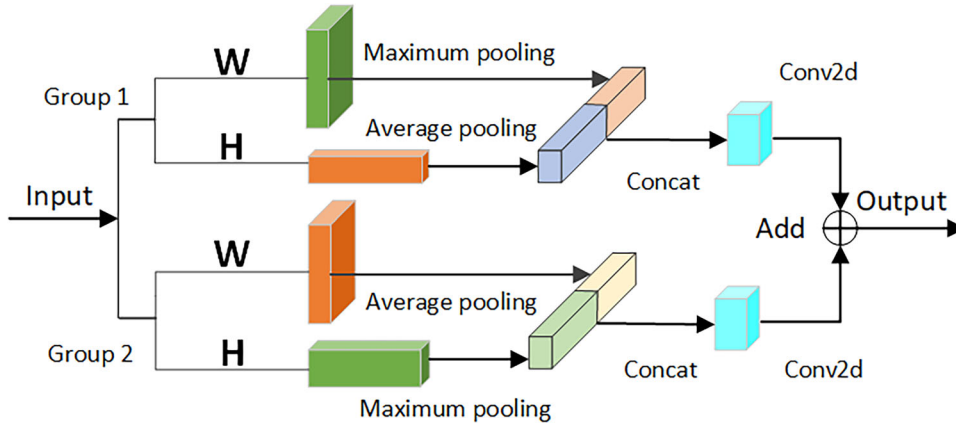 W
Maximum pooling
Conv2d
Group 1
Average pooling
H
Concat
Input
Output
Add
W
Average pooling
Group 2
H
Concat
Conv2d
Maximum pooling